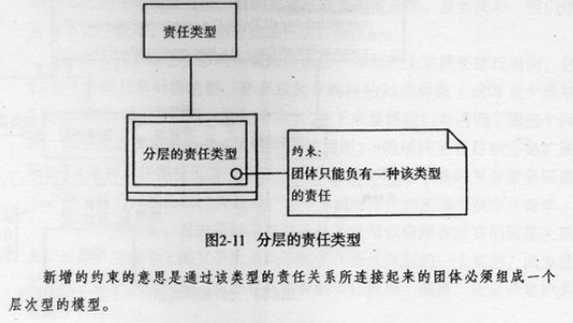 责任类型
分层的责任类型
约束:
团体只能负有一种该类型
的责任
图2-11 分层的责任类型
新增的约束的意思是通过该类型的责任关系所连接起来的团体必须组成一个
层次型的模型。